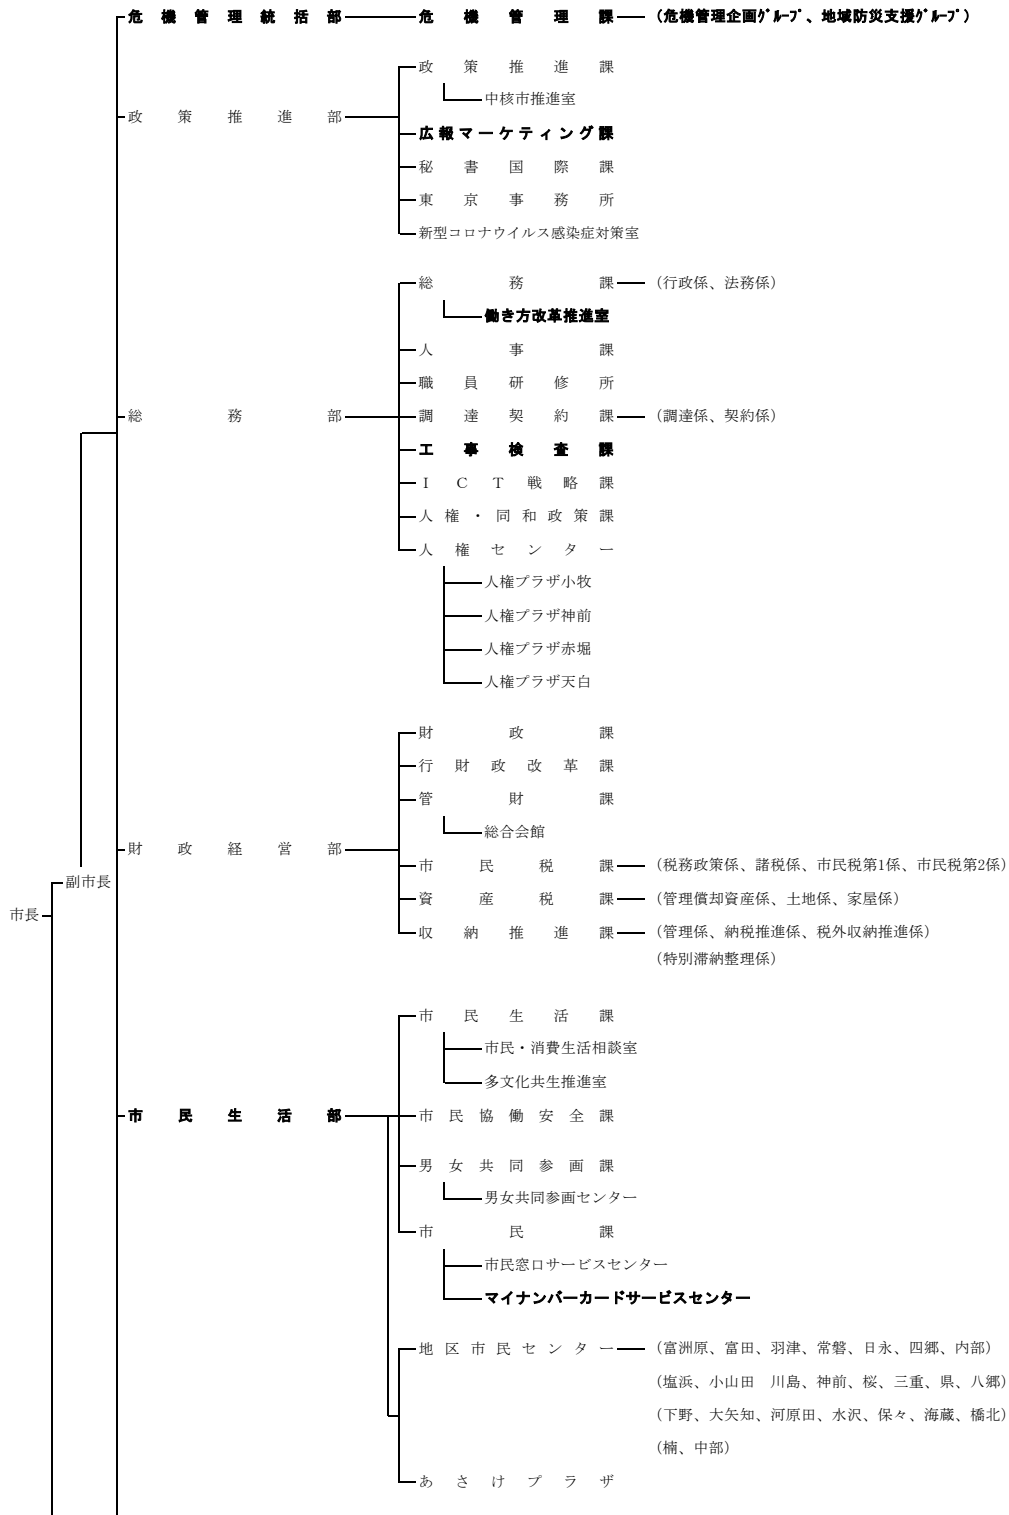 危機管理統括部 危機管理課 （危機管理企画ｸﾞﾙｰﾌﾟ、地域防災支援ｸﾞﾙｰﾌﾟ）
政策推進課
中核市推進室
政策推進部
広報マーケティング課
秘書国際課
東京事務所
新型コロナウイルス感染症対策室
総務課 （行政係、法務係）
働き方改革推進室
人事課
職員研修所
総務部 調達契約課 （調達係、契約係）
工事検査課
ＩＣＴ戦略課
人権・同和政策課
人権センター
人権プラザ小牧
人権プラザ神前
人権プラザ赤堀
人権プラザ天白
財政課
行財政改革課
管財課
総合会館
財政経営部
市民税課 （税務政策係、諸税係、市民税第1係、市民税第2係）
副市長
資産税課 （管理償却資産係、土地係、家屋係）
市長
収納推進課 （管理係、納税推進係、税外収納推進係）
（特別滞納整理係）
市民生活課
市民・消費生活相談室
多文化共生推進室
市民生活部 市民協働安全課
男女共同参画課
男女共同参画センター
市民課
市民窓口サービスセンター
マイナンバーカードサービスセンター
地区市民センター （富洲原、富田、羽津、常磐、日永、四郷、内部）
（塩浜、小山田　川島、神前、桜、三重、県、八郷）
（下野、大矢知、河原田、水沢、保々、海蔵、橋北）
（楠、中部）
あさけプラザ